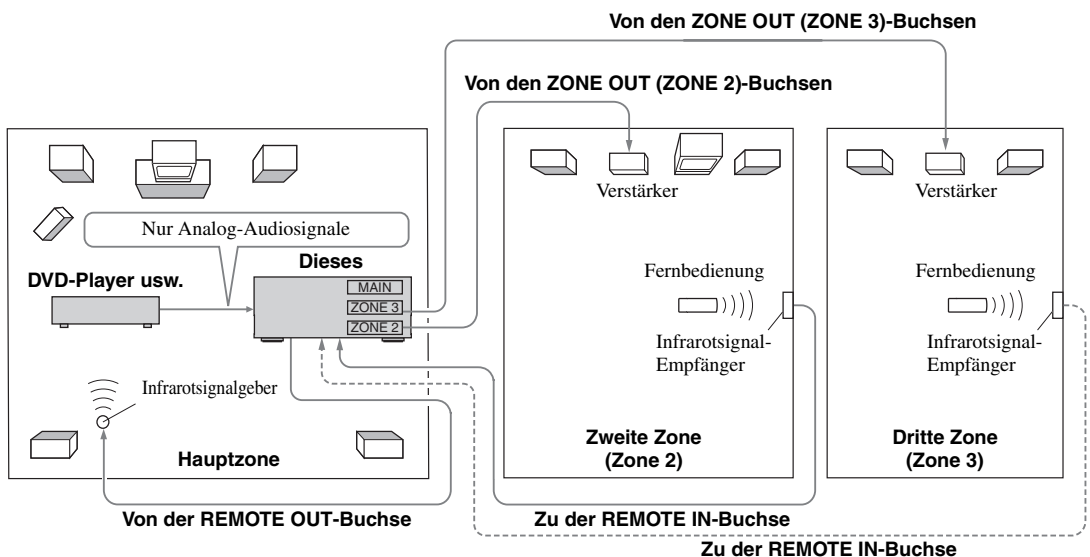 Von den ZONE OUT (ZONE 3)-Buchsen
Von den ZONE OUT (ZONE 2)-Buchsen
Verstärker
Verstärker
Nur Analog-Audiosignale
DVD-Player usw.
Dieses
MAIN
ZONE 3
ZONE 2
Fernbedienung
Fernbedienung
Infrarotsignal-
Empfänger
Infrarotsignal-
Empfänger
Infrarotsignalgeber
Hauptzone
Zweite Zone
(Zone 2)
Dritte Zone
(Zone 3)
Von der REMOTE OUT-Buchse
Zu der REMOTE IN-Buchse
Zu der REMOTE IN-Buchse